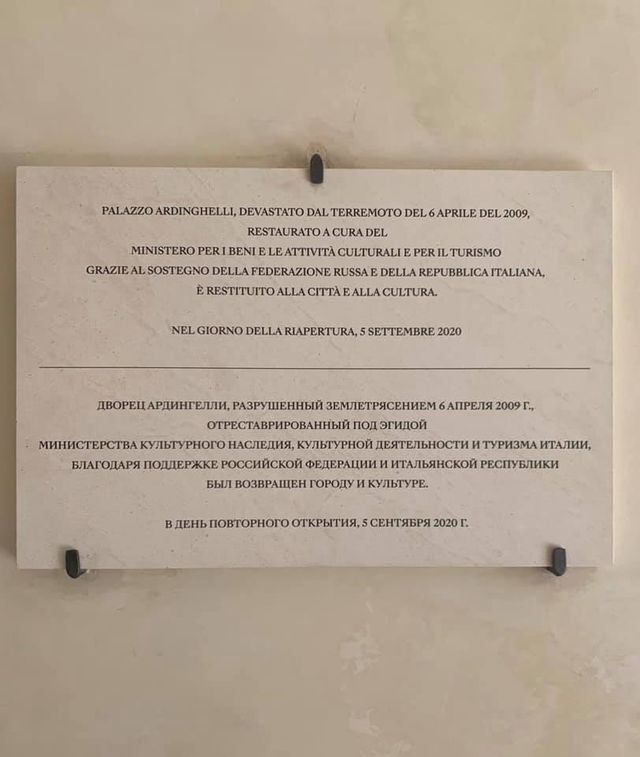 PALAZZO ARDINGHELLI, DEVASTATO DAL TERREMOTO DEL 6 APRILE DEL 2009,
RESTAURATO A CURA DEL
MINISTERO PER I BENI E LE ATTIVITÀ CULTURALI E PER IL TURISMO
GRAZIE AL SOSTEGNO DELLA FEDERAZIONE RUSSA E DELLA REPUBBLICA ITALIANA,
È RESTITUITO ALLA CITTÀ E ALLA CULTURA.
NEL GIORNO DELLA RIAPERTURA, 5 SETTEMBRE 2020
ДВОРЕЦ АРДИНГЕЛЛИ, РАЗРУШЕННЫЙ ЗЕМЛЕТРЯСЕНИЕМ 6 АПРЕЛЯ 2009 Г.,
ОТРЕСТАВРИРОВАННЫЙ ПОД ЭГИДОЙ
МИНИСТЕРСТВА КУЛЬТУРНОГО НАСЛЕДИЯ, КУЛЬТУРНОЙ ДЕЯТЕЛЬНОСТИ И ТУРИЗМА ИТАЛИИ,
БЛАГОДАРЯ ПОДДЕРЖКЕ РОССИЙСКОЙ ФЕДЕРАЦИИ И ИТАЛЬЯНСКОЙ РЕСПУБЛИКИ
БЫЛ ВОЗВРАЩЕН ГОРОДУ И КУЛЬТУРЕ.
В ДЕНЬ ПОВТОРНОГО ОТКРЫТИЯ, 5 СЕНТЯБРЯ 2020 Г.